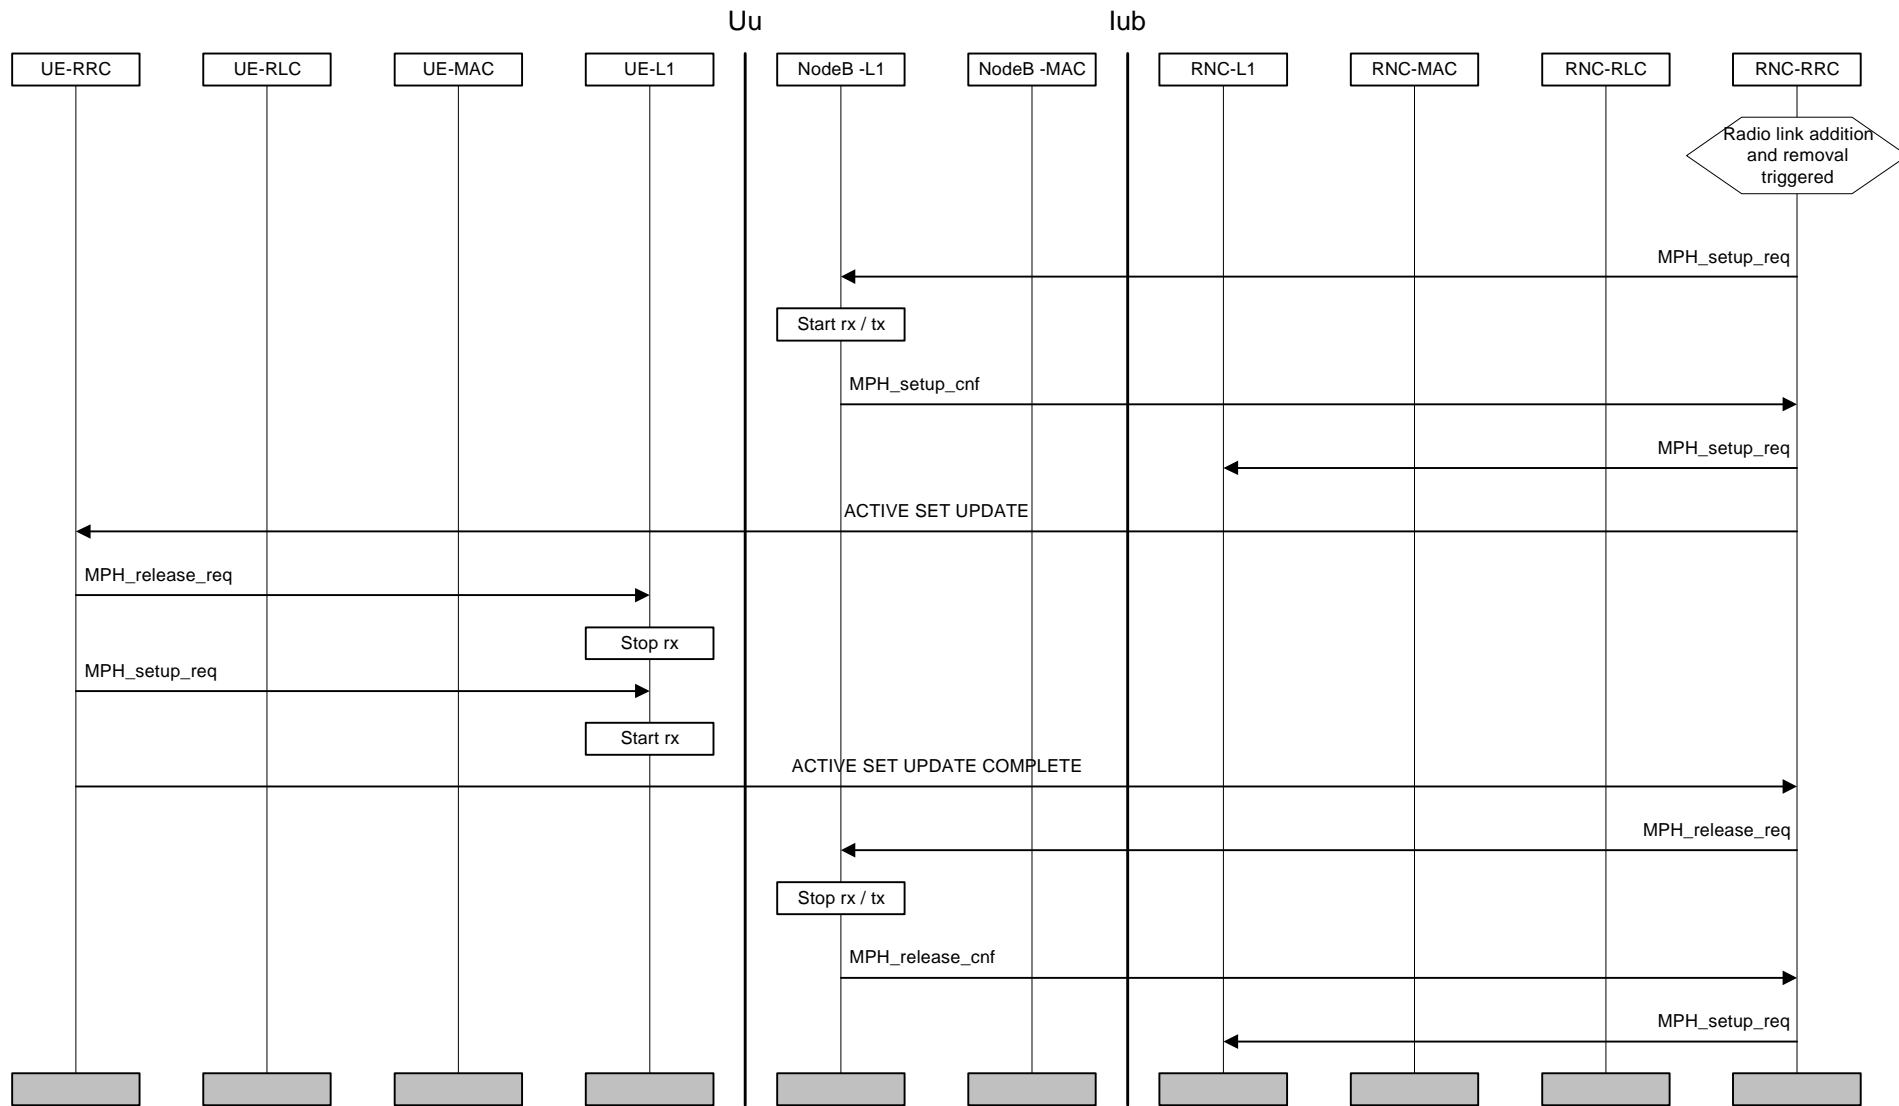 Uu
Iub
UE-RRC
UE-RLC
UE-MAC
UE-L1
NodeB -L1
NodeB -MAC
RNC-L1
RNC-MAC
RNC-RLC
RNC-RRC
Radio link addition
and removal
triggered
MPH_setup_req
Start rx / tx
MPH_setup_cnf
MPH_setup_req
ACTIVE SET UPDATE
MPH_release_req
Stop rx
MPH_setup_req
Start rx
ACTIVE SET UPDATE COMPLETE
MPH_release_req
Stop rx / tx
MPH_release_cnf
MPH_setup_req